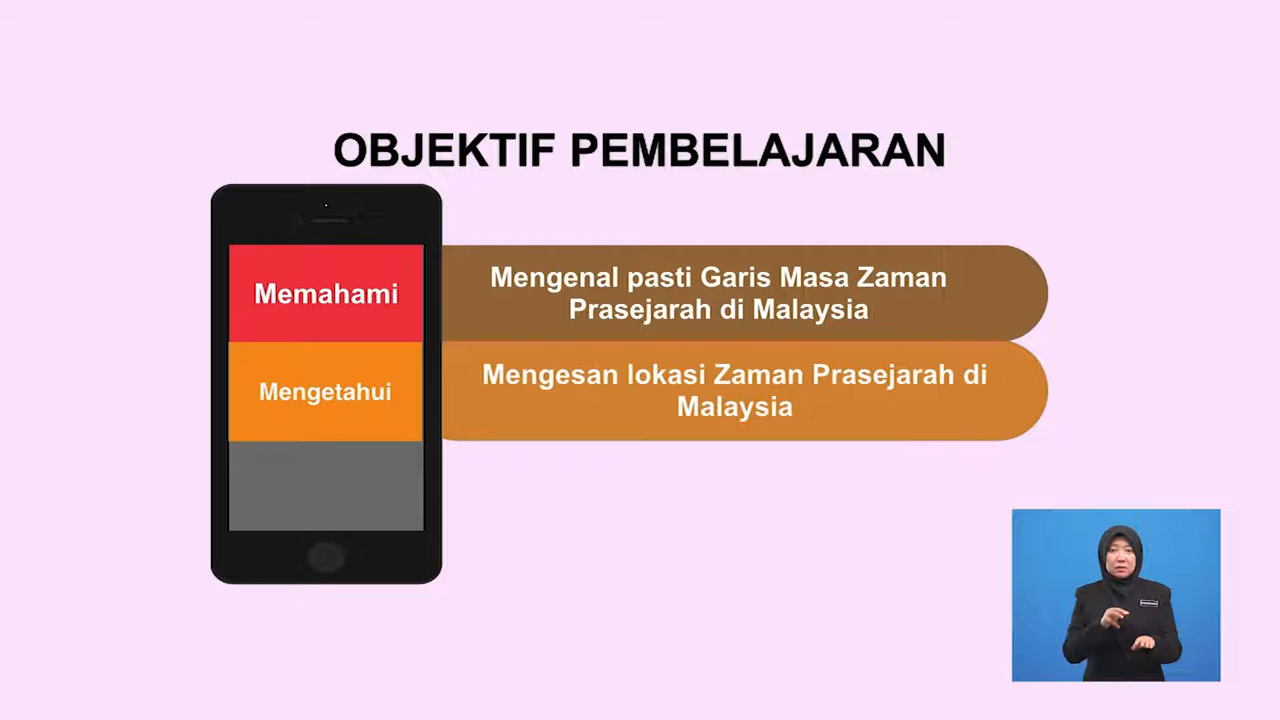 OBJEKTIF PEMBELAJARAN
Memahami
Mengenal pasti Garis Masa Zaman
Prasejarah di Malaysia
Mengetahui
Mengesan lokasi Zaman Prasejarah di
Malaysia